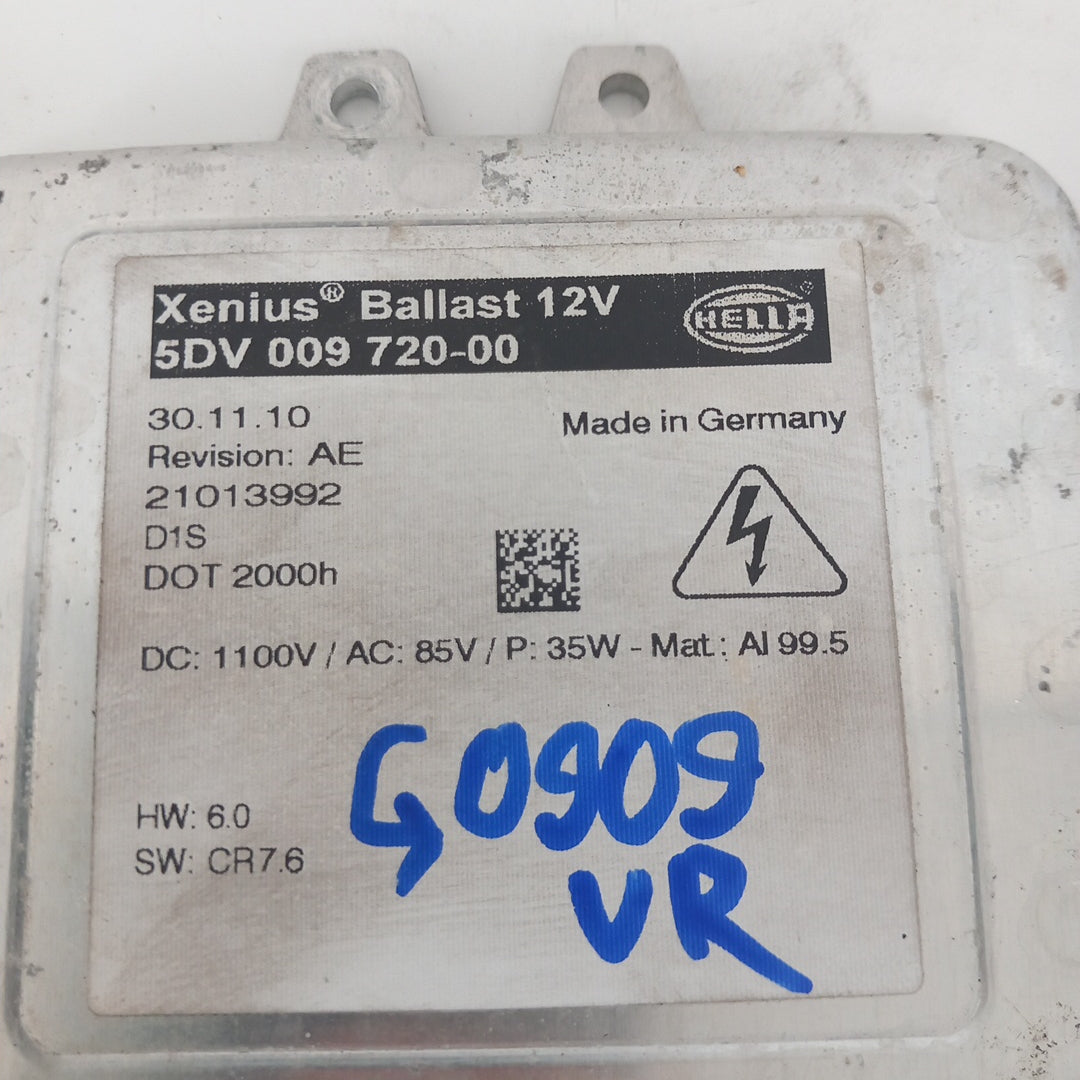 Xenius® Ballast 12V
5DV 009 720-00
HELLA ®
30.11.10
Made in Germany
Revision: AE
21013992
D1S
DOT 2000h
DC: 1100V / AC: 85V / P: 35W - Mat.: Al 99.5
G0909
VR
HW: 6.0
SW: CR7.6